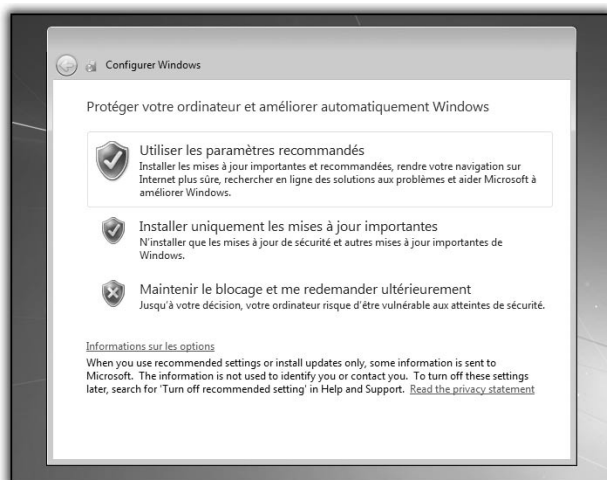 Configurer Windows
Protéger votre ordinateur et améliorer automatiquement Windows
Utiliser les paramètres recommandés
Installer les mises à jour importantes et recommandées, rendre votre navigation sur
Internet plus sûre, rechercher en ligne des solutions aux problèmes et aider Microsoft à
améliorer Windows.
Installer uniquement les mises à jour importantes
N'installer que les mises à jour de sécurité et autres mises à jour importantes de
Windows.
Maintenir le blocage et me redemander ultérieurement
Jusqu'à votre décision, votre ordinateur risque d'être vulnérable aux atteintes de sécurité.
Informations sur les options
When you use recommended settings or install updates only, some information is sent to
Microsoft. The information is not used to identify you or contact you. To turn off these settings
later, search for 'Turn off recommended setting' in Help and Support. Read the privacy statement